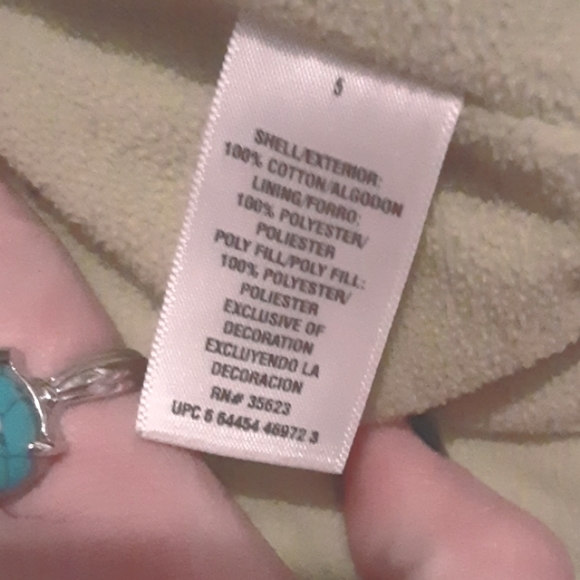 5
SHELL/EXTERIOR:
100% COTTON/ALGODON
LINING/FORRO:
100% POLYESTER/
POLIESTER
POLY FILL/POLY FILL:
100% POLYESTER/
POLIESTER
EXCLUSIVE OF
DECORATION
EXCLUYENDO LA
DECORACION
RN# 35623
UPC 6 64454 46972 3